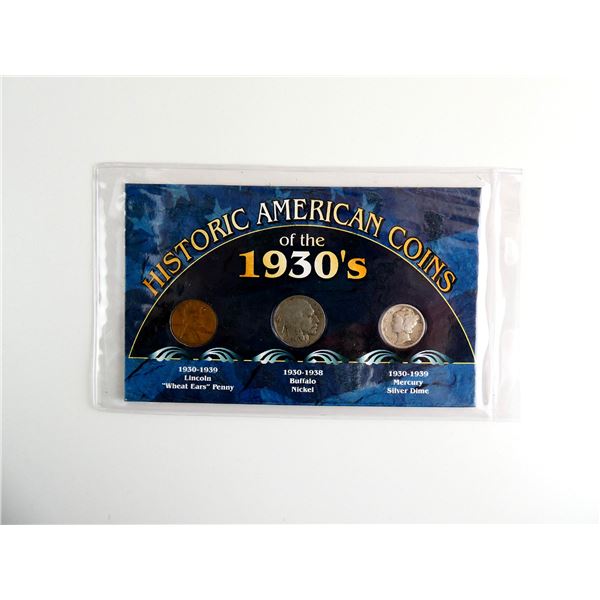 HISTORIC AMERICAN COINS
of the
1930's
1930-1939
Lincoln
"Wheat Ears" Penny
1930-1938
Buffalo
Nickel
1930-1939
Mercury
Silver Dime